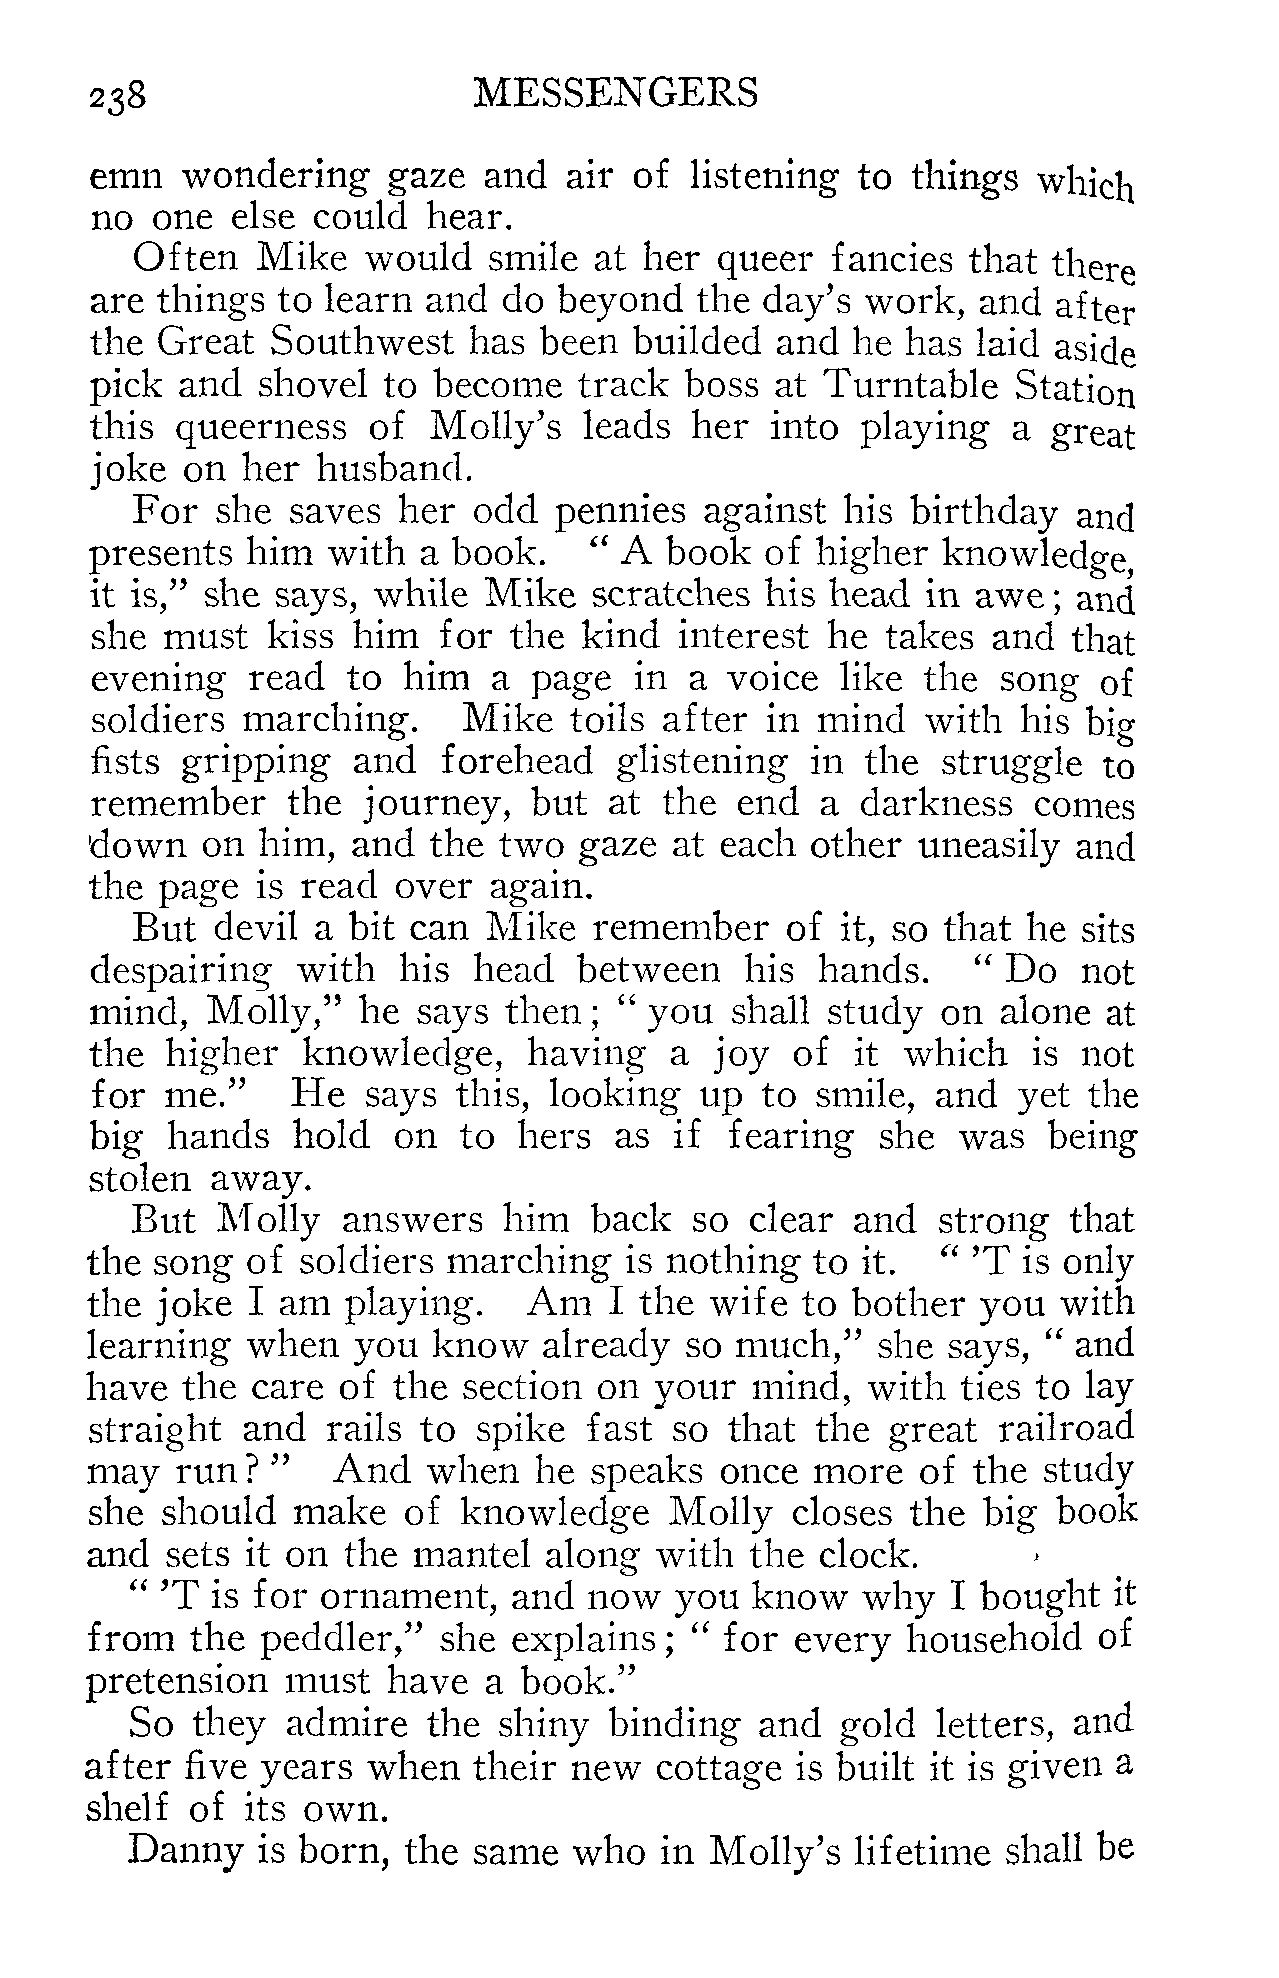 238 MESSENGERS
emn wondering gaze and air of listening to things which
no one else could hear.
Often Mike would smile at her queer fancies that there
are things to learn and do beyond the day's work, and after
the Great Southwest has been builded and he has laid aside
pick and shovel to become track boss at Turntable Station
this queerness of Molly's leads her into playing a great
joke on her husband.
For she saves her odd pennies against his birthday and
presents him with a book. “ A book of higher knowledge,
it is,” she says, while Mike scratches his head in awe; and
she must kiss him for the kind interest he takes and that
evening read to him a page in a voice like the song of
soldiers marching. Mike toils after in mind with his big
fists gripping and forehead glistening in the struggle to
remember the journey, but at the end a darkness comes
down on him, and the two gaze at each other uneasily and
the page is read over again.
But devil a bit can Mike remember of it, so that he sits
despairing with his head between his hands. “ Do not
mind, Molly,” he says then; “ you shall study on alone at
the higher knowledge, having a joy of it which is not
for me.” He says this, looking up to smile, and yet the
big hands hold on to hers as if fearing she was being
stolen away.
But Molly answers him back so clear and strong that
the song of soldiers marching is nothing to it. “ 'T is only
the joke I am playing. Am I the wife to bother you with
learning when you know already so much,” she says, “ and
have the care of the section on your mind, with ties to lay
straight and rails to spike fast so that the great railroad
may run? ” And when he speaks once more of the study
she should make of knowledge Molly closes the big book
and sets it on the mantel along with the clock.
“ 'T is for ornament, and now you know why I bought it
from the peddler,” she explains; “ for every household of
pretension must have a book.”
So they admire the shiny binding and gold letters, and
after five years when their new cottage is built it is given a
shelf of its own.
Danny is born, the same who in Molly's lifetime shall be